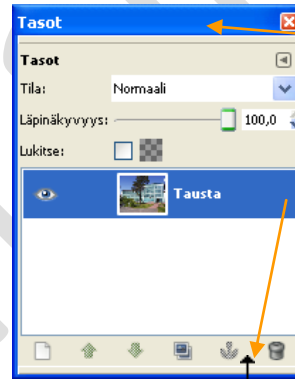 Tasot
Tasot
Tila: Normaali
Läpinäkyvyys: 100,0
Lukitse:
Tausta